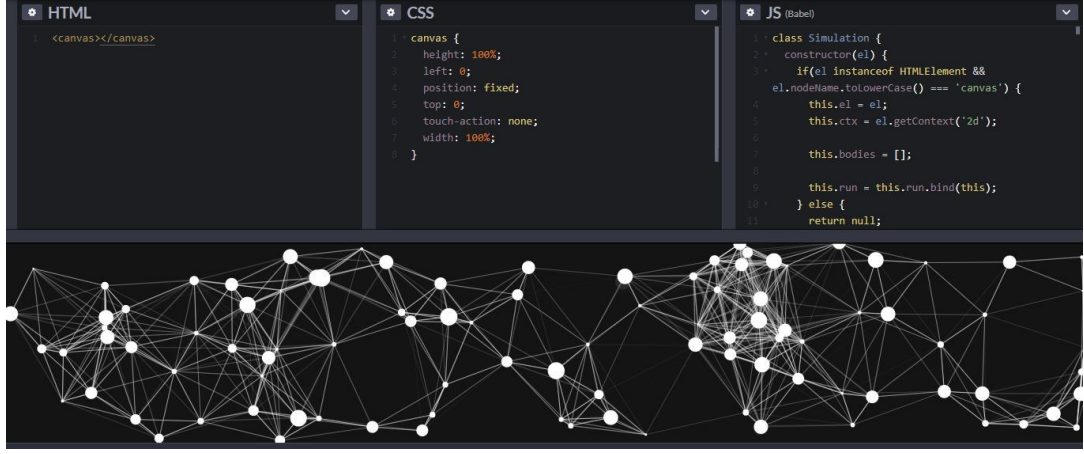 HTML
1 <canvas></canvas>
CSS
1 canvas {
2 height: 100%;
3 left: 0;
4 position: fixed;
5 top: 0;
6 touch-action: none;
7 width: 100%;
8 }
JS (Babel)
1 class Simulation {
2 constructor(el) {
3 if(el instanceof HTMLElement &&
el.nodeName.toLowerCase() === 'canvas') {
4 this.el = el;
5 this.ctx = el.getContext('2d');
6
7 this.bodies = [];
8
9 this.run = this.run.bind(this);
10 } else {
11 return null;